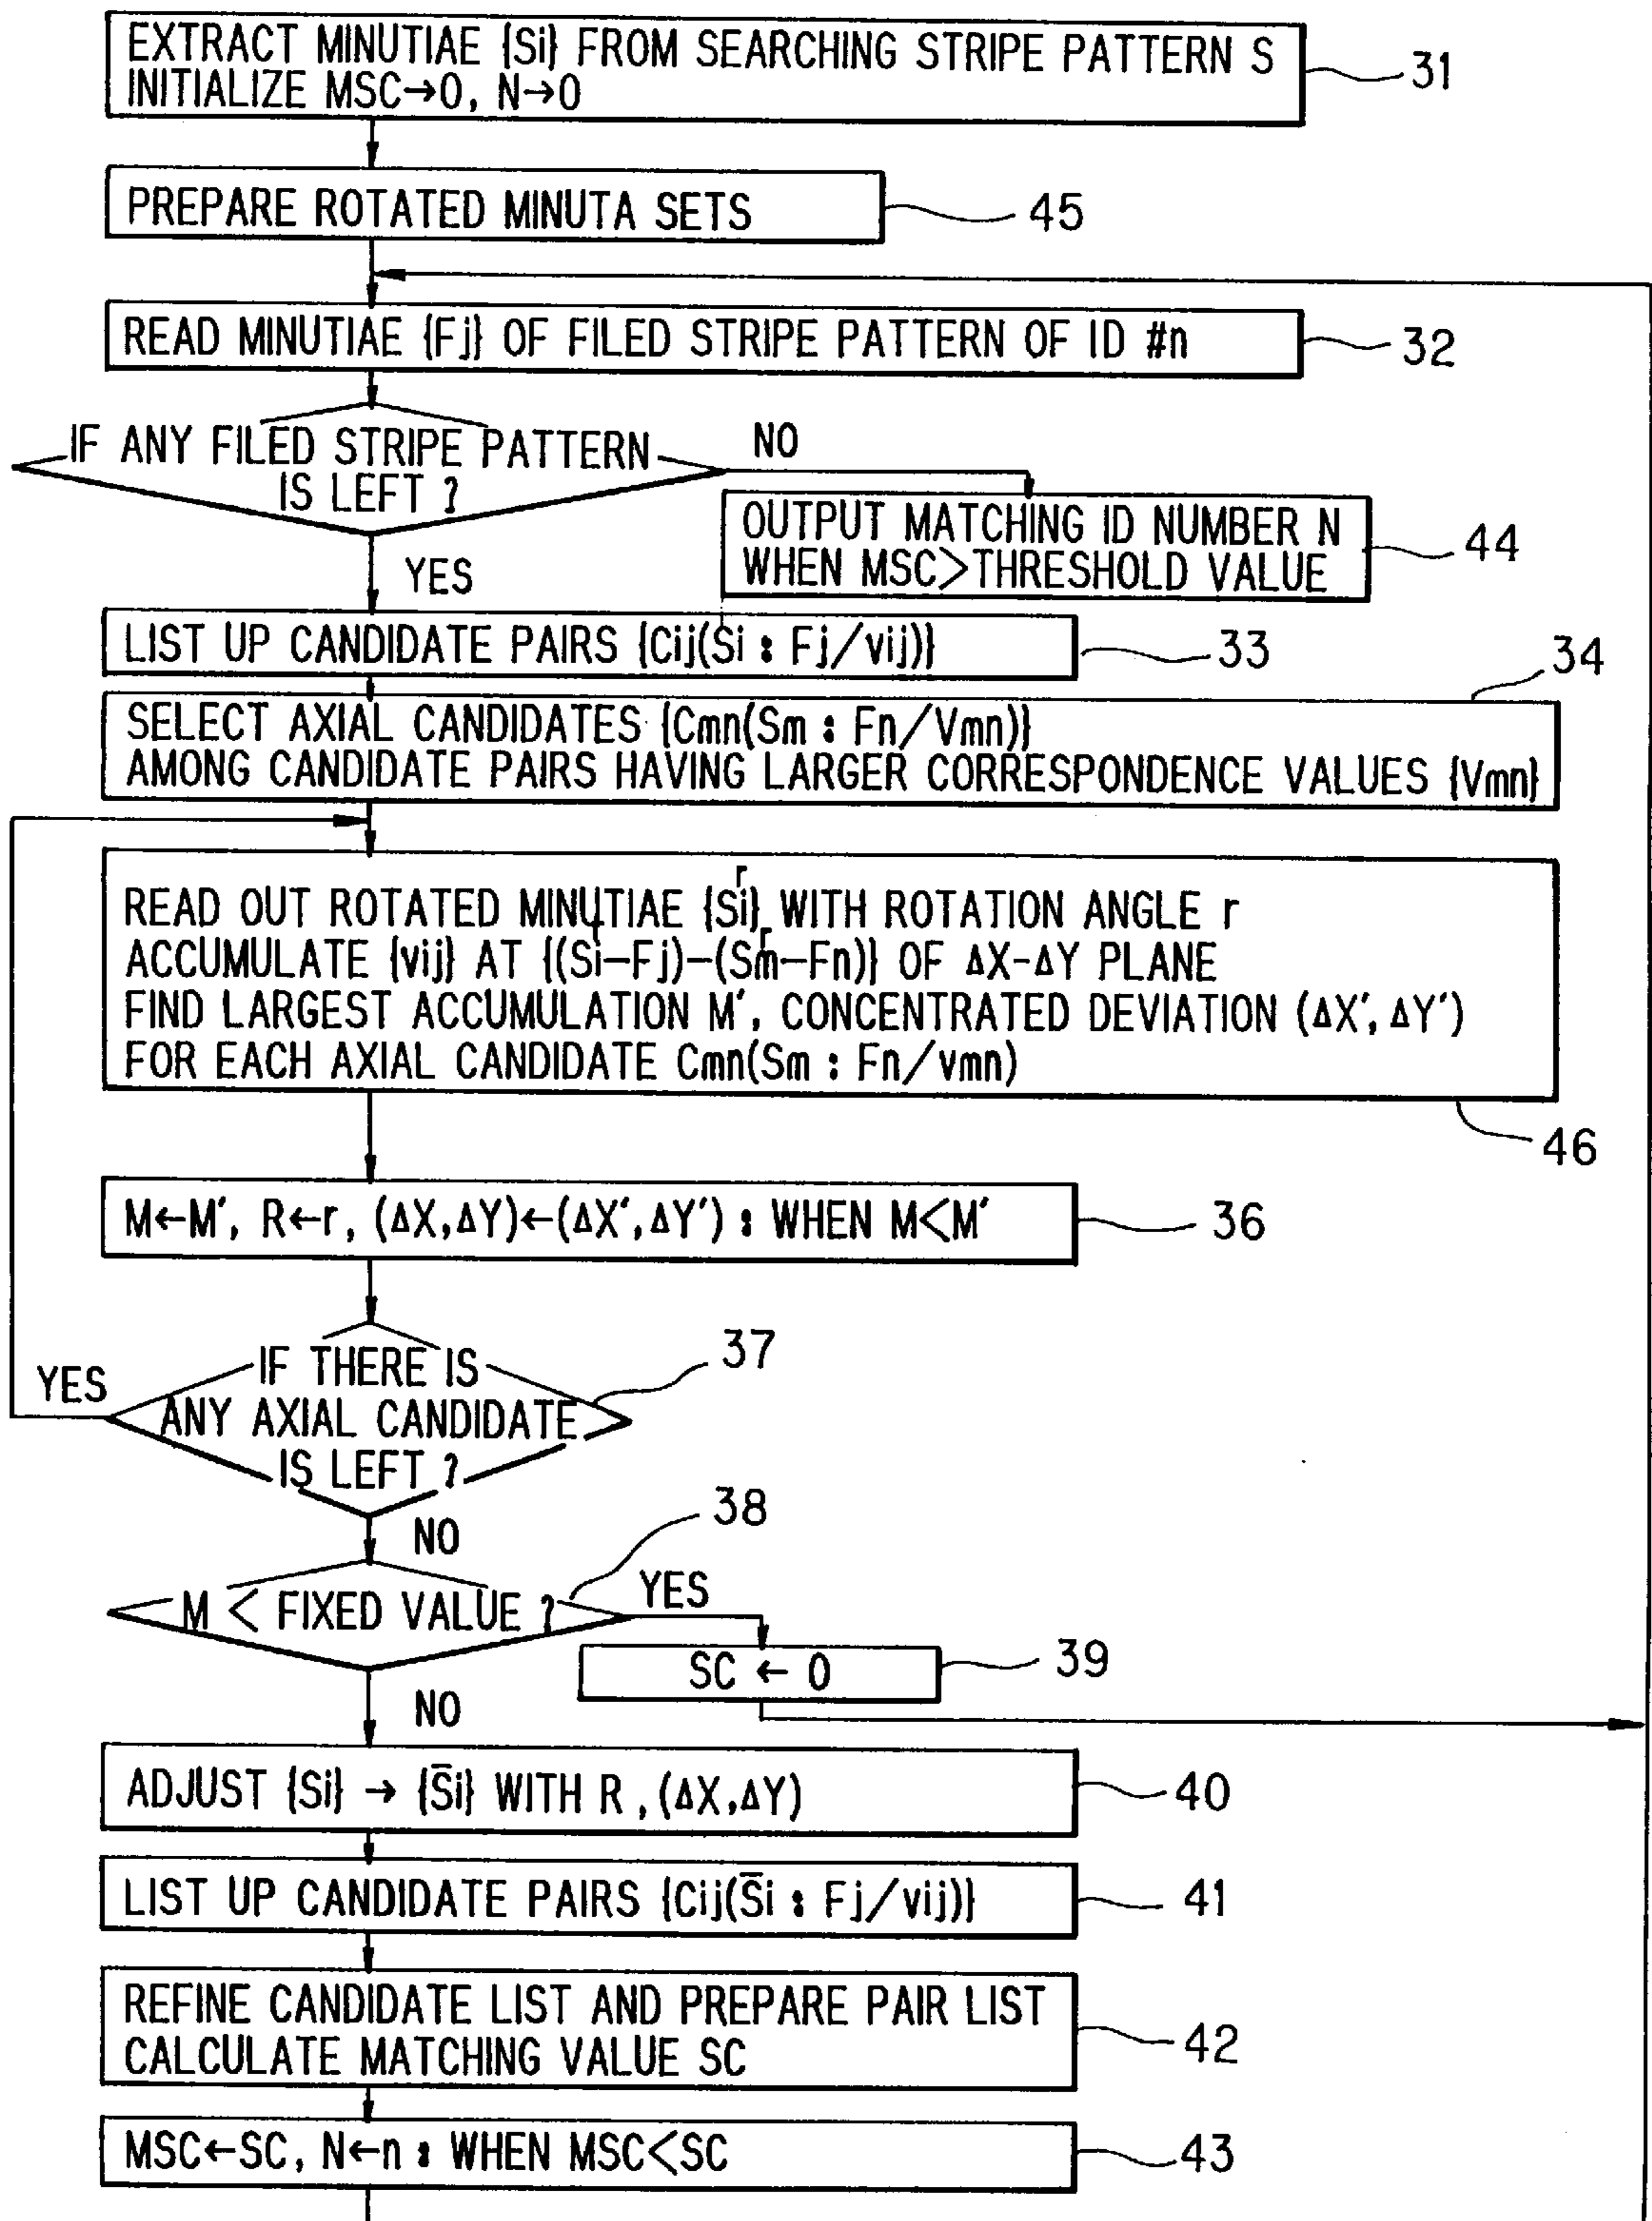 EXTRACT MINUTIAE {Si} FROM SEARCHING STRIPE PATTERN S
INITIALIZE MSC→0, N→0
31
PREPARE ROTATED MINUTA SETS
45
READ MINUTIAE {Fj} OF FILED STRIPE PATTERN OF ID #n
32
IF ANY FILED STRIPE PATTERN
IS LEFT ?
NO
YES
OUTPUT MATCHING ID NUMBER N
WHEN MSC>THRESHOLD VALUE
44
LIST UP CANDIDATE PAIRS {Cij(Si : Fj/vij)}
33
34
SELECT AXIAL CANDIDATES {Cmn(Sm : Fn/Vmn)}
AMONG CANDIDATE PAIRS HAVING LARGER CORRESPONDENCE VALUES {Vmn}
READ OUT ROTATED MINUTIAE {Siʳ} WITH ROTATION ANGLE r
ACCUMULATE {vij} AT {(Siʳ−Fj)−(Smʳ−Fn)} OF ΔX−ΔY PLANE
FIND LARGEST ACCUMULATION M′, CONCENTRATED DEVIATION (ΔX′, ΔY′)
FOR EACH AXIAL CANDIDATE Cmn(Sm : Fn/vmn)
46
M←M′, R←r, (ΔX,ΔY)←(ΔX′, ΔY′) : WHEN M<M′
36
IF THERE IS
ANY AXIAL CANDIDATE
IS LEFT ?
37
YES
NO
38
M < FIXED VALUE ?
YES
NO
SC ← 0
39
ADJUST {Si} → {S̄i} WITH R , (ΔX,ΔY)
40
LIST UP CANDIDATE PAIRS {Cij(S̄i : Fj/vij)}
41
REFINE CANDIDATE LIST AND PREPARE PAIR LIST
CALCULATE MATCHING VALUE SC
42
MSC←SC, N←n : WHEN MSC<SC
43